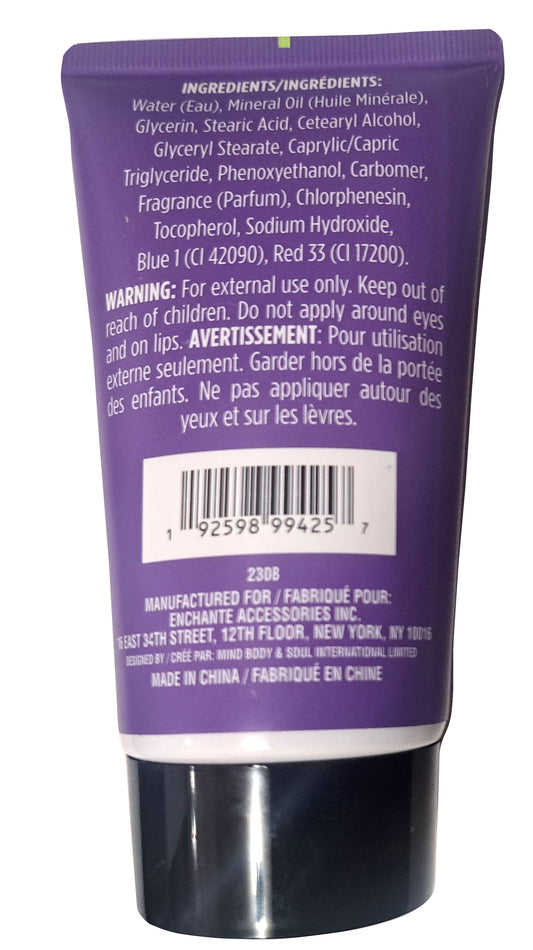 INGREDIENTS/INGRÉDIENTS:
Water (Eau), Mineral Oil (Huile Minérale),
Glycerin, Stearic Acid, Cetearyl Alcohol,
Glyceryl Stearate, Caprylic/Capric
Triglyceride, Phenoxyethanol, Carbomer,
Fragrance (Parfum), Chlorphenesin,
Tocopherol, Sodium Hydroxide,
Blue 1 (CI 42090), Red 33 (CI 17200).
WARNING: For external use only. Keep out of
reach of children. Do not apply around eyes
and on lips. AVERTISSEMENT: Pour utilisation
externe seulement. Garder hors de la portée
des enfants. Ne pas appliquer autour des
yeux et sur les lèvres.
1 92598 99425 7
2308
MANUFACTURED FOR / FABRIQUÉ POUR:
ENCHANTE ACCESSORIES INC.
16 EAST 34TH STREET, 12TH FLOOR, NEW YORK, NY 10016
DESIGNED BY / CRÉÉ PAR: MIND BODY & SOUL INTERNATIONAL LIMITED
MADE IN CHINA / FABRIQUÉ EN CHINE